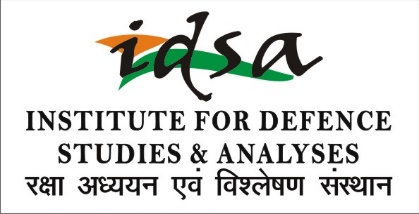 idsa
INSTITUTE FOR DEFENCE
STUDIES & ANALYSES
रक्षा अध्ययन एवं विश्लेषण संस्थान